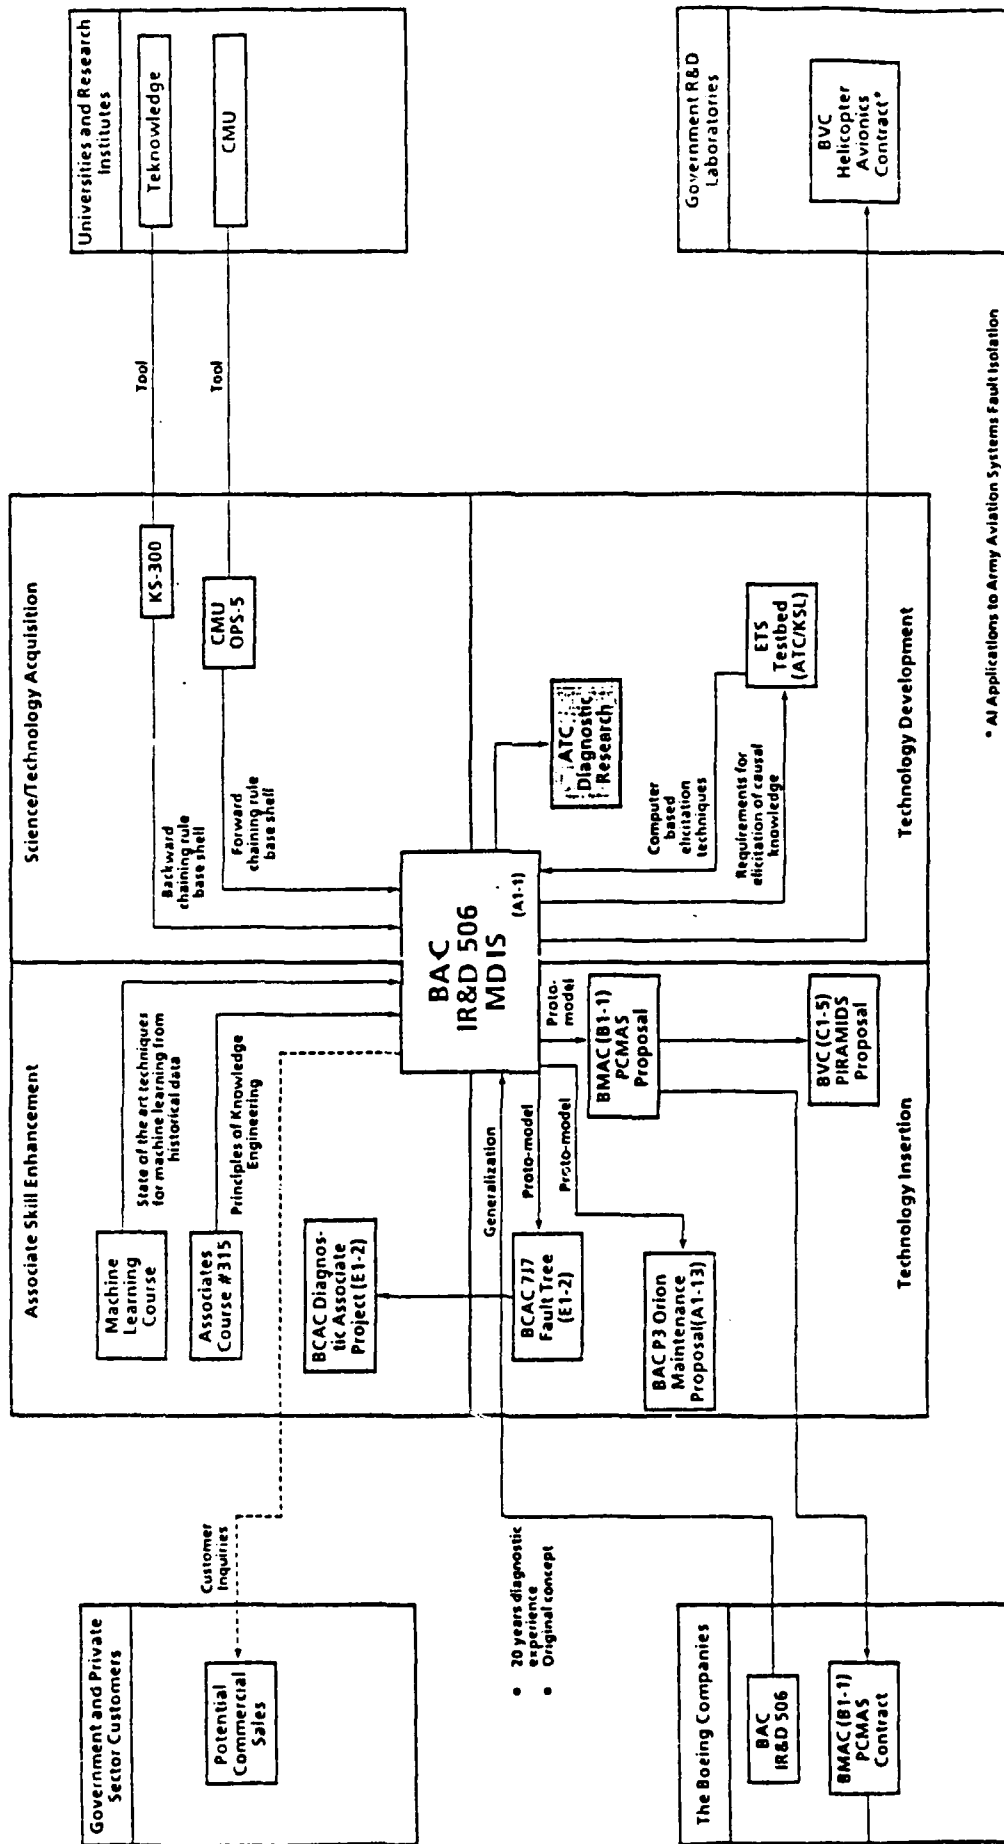 Government and Private
Sector Customers
Potential
Commercial
Sales
Customer
Inquiries
Associate Skill Enhancement
Machine
Learning
Course
State of the art techniques
for machine learning from
historical data
Associates
Course #315
Principles of Knowledge
Engineering
BCAC Diagnos-
tic Associate
Project (E1-2)
Science/Technology Acquisition
KS-300
CMU
OPS-5
Backward
chaining rule
base shell
Forward
chaining rule
base shell
Tool
Tool
Universities and Research
Institutes
Teknowledge
CMU
BAC
IR&D 506
MDIS
(A1-1)
ATC
Diagnostic
Research
Computer
based
elicitation
techniques
Requirements for
elicitation of causal
knowledge
ETS
Testbed
(ATC/KSL)
Technology Development
Generalization
Proto-model
Proto-model
Proto-
model
BCAC 7J7
Fault Tree
(E1-2)
BAC P3 Orion
Maintenance
Proposal(A1-13)
BMAC (B1-1)
PCMAS
Proposal
BVC (C1-5)
PIRAMIDS
Proposal
Technology Insertion
• 20 years diagnostic
experience
• Original concept
The Boeing Companies
BAC
IR&D 506
BMAC (B1-1)
PCMAS
Contract
Government R&D
Laboratories
BVC
Helicopter
Avionics
Contract*
* AI Applications to Army Aviation Systems Fault Isolation